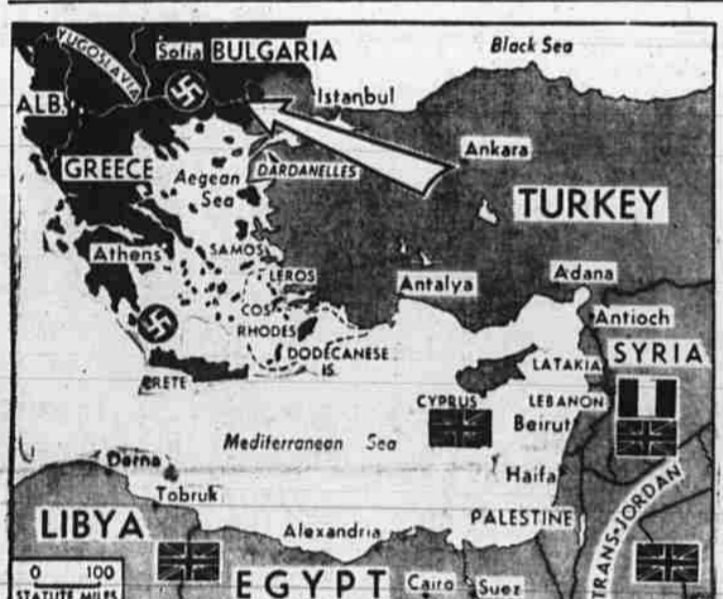 YUGOSLAVIA
Sofia BULGARIA
Black Sea
ALB.
Istanbul
Ankara
GREECE
Aegean
Sea
DARDANELLES
TURKEY
Athens
SAMOS
LEROS
Antalya
Adana
COS
RHODES
Antioch
DODECANESE
IS.
SYRIA
LATAKIA
CRETE
CYPRUS
LEBANON
Beirut
Mediterranean Sea
Derna
Haifa
Tobruk
PALESTINE
LIBYA
Alexandria
TRANS-JORDAN
0 100
STATUTE MILES
EGYPT
Cairo
Suez